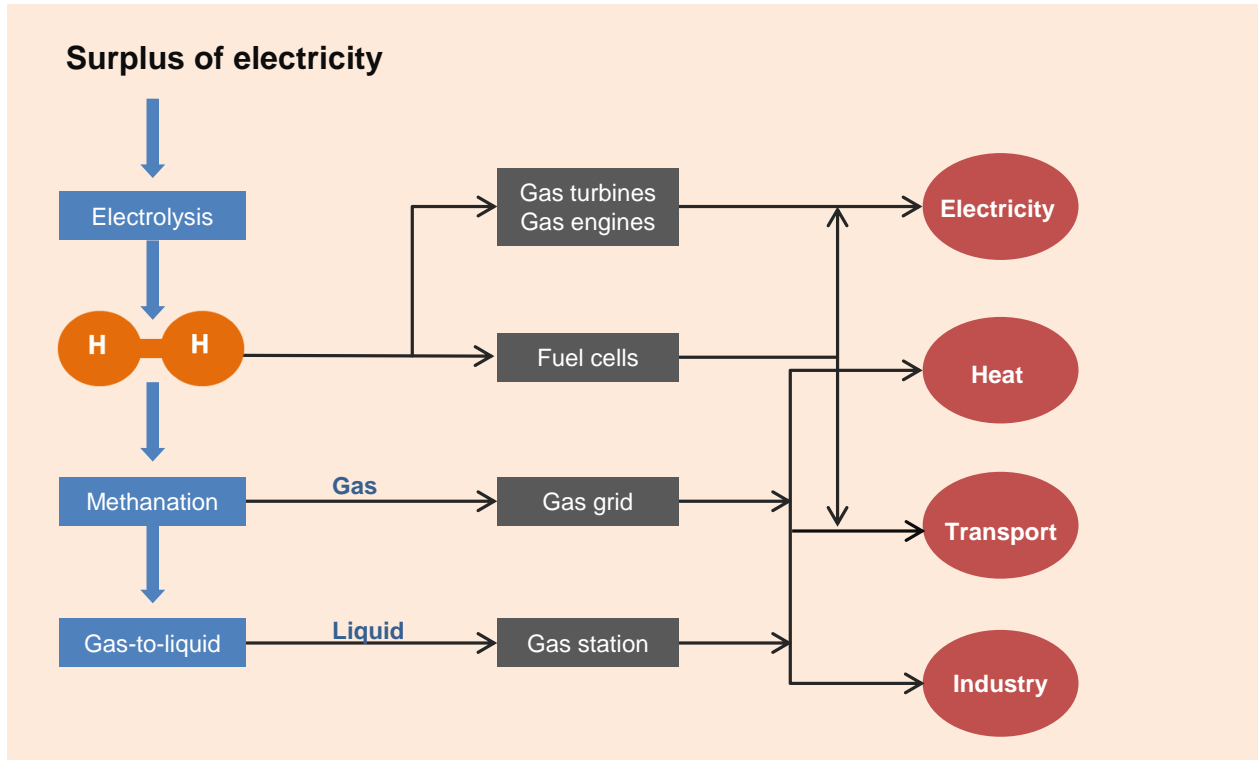 Surplus of electricity
Electrolysis
Gas turbines
Gas engines
Electricity
H H
Fuel cells
Heat
Methanation
Gas
Gas grid
Transport
Gas-to-liquid
Liquid
Gas station
Industry